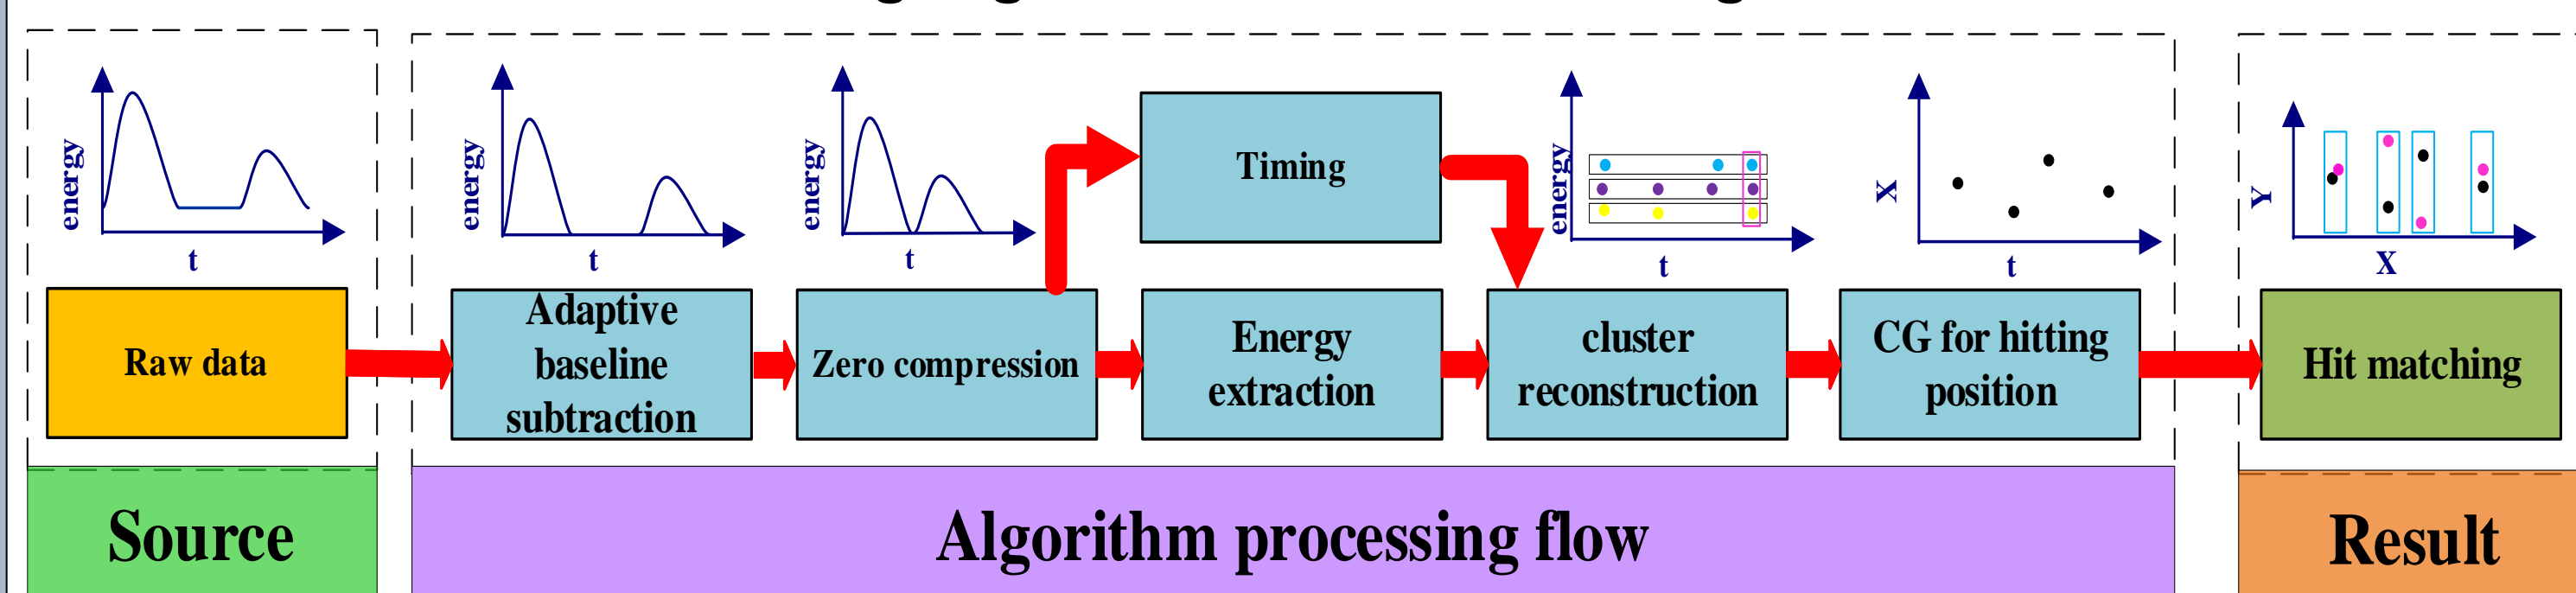 energy
t
energy
t
energy
t
Timing
energy
t
X
t
Y
X
Raw data
Adaptive
baseline
subtraction
Zero compression
Energy
extraction
cluster
reconstruction
CG for hitting
position
Hit matching
Source
Algorithm processing flow
Result